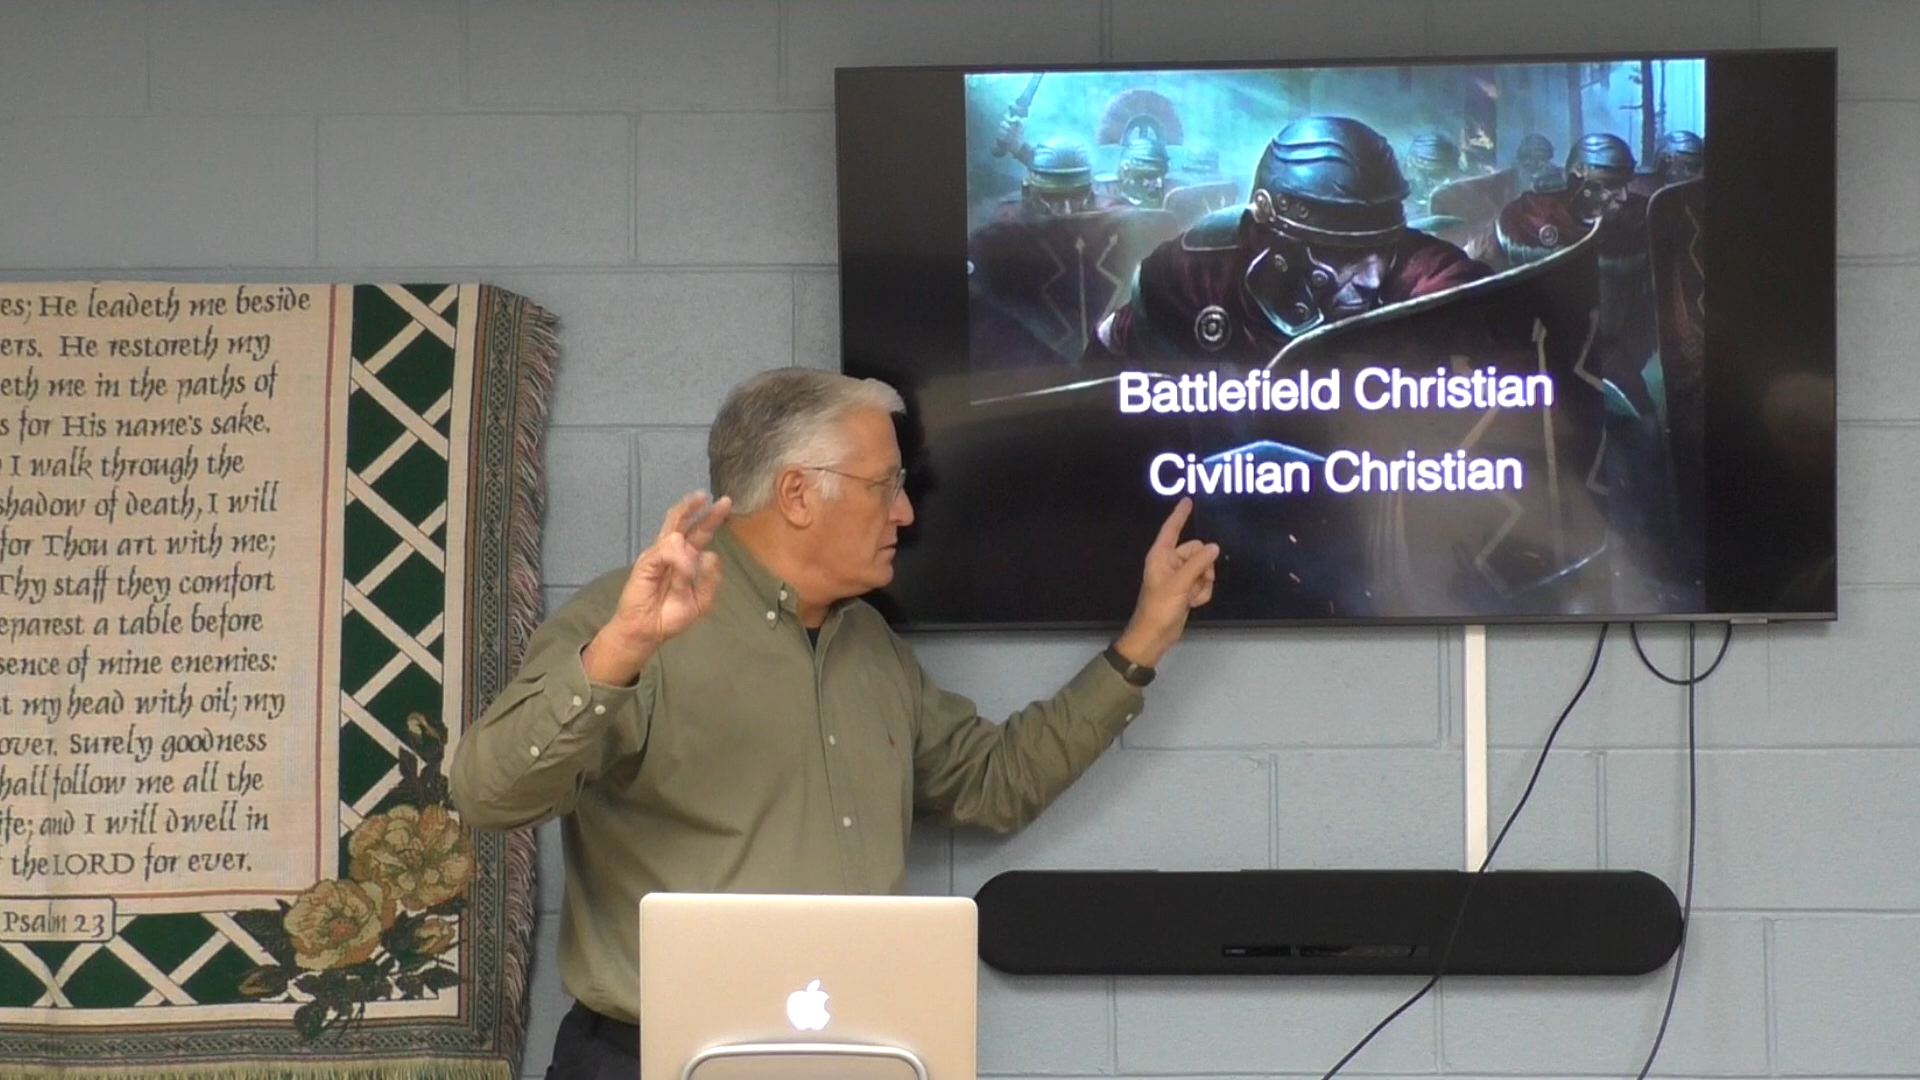 es; He leadeth me beside
ers. He restoreth my
eth me in the paths of
s for His name's sake.
I walk through the
shadow of death, I will
for Thou art with me;
Thy staff they comfort
eparest a table before
sence of mine enemies:
t my head with oil; my
over. Surely goodness
hall follow me all the
ife; and I will dwell in
the LORD for ever.
Psalm 23
Battlefield Christian
Civilian Christian